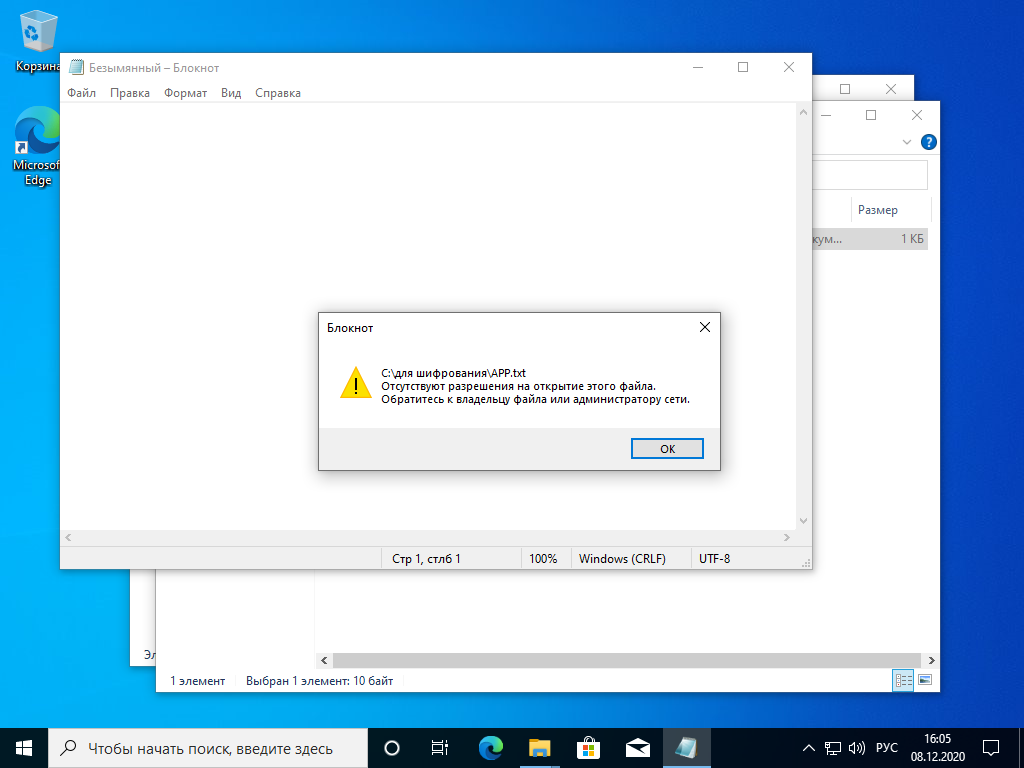 Корзина
Microsof
Edge
Безымянный – Блокнот
Файл Правка Формат Вид Справка
Размер
кум... 1 КБ
Блокнот
C:\для шифрования\APP.txt
Отсутствуют разрешения на открытие этого файла.
Обратитесь к владельцу файла или администратору сети.
ОК
Стр 1, стлб 1 100% Windows (CRLF) UTF-8
Эл
1 элемент Выбран 1 элемент: 10 байт
Чтобы начать поиск, введите здесь
РУС
16:05
08.12.2020